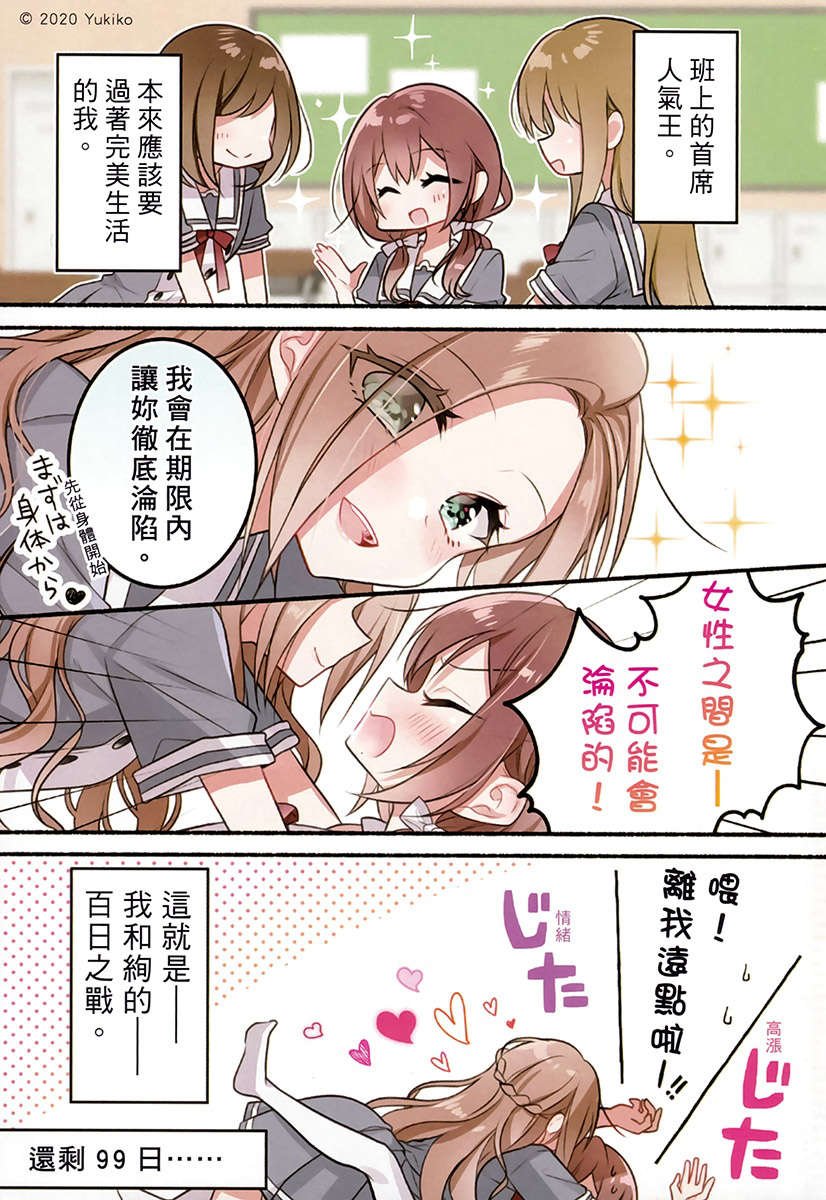 © 2020 Yukiko
班上的首席
人氣王。
本來應該要
過著完美生活
的我。
我會在期限內
讓妳徹底淪陷。
先從身體開始
まずは
身体から
女性之間是—
不可能會
淪陷的！
喂！
離我遠點啦—!!
情緒
じた
高漲
じた
這就是——
我和絢的——
百日之戰。
還剩 99 日……